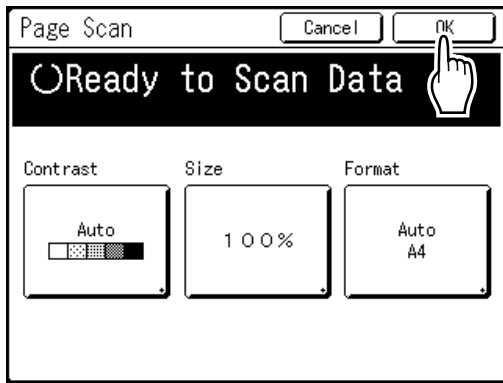 Page Scan Cancel OK
Ready to Scan Data
Contrast Size Format
Auto 100% Auto
A4